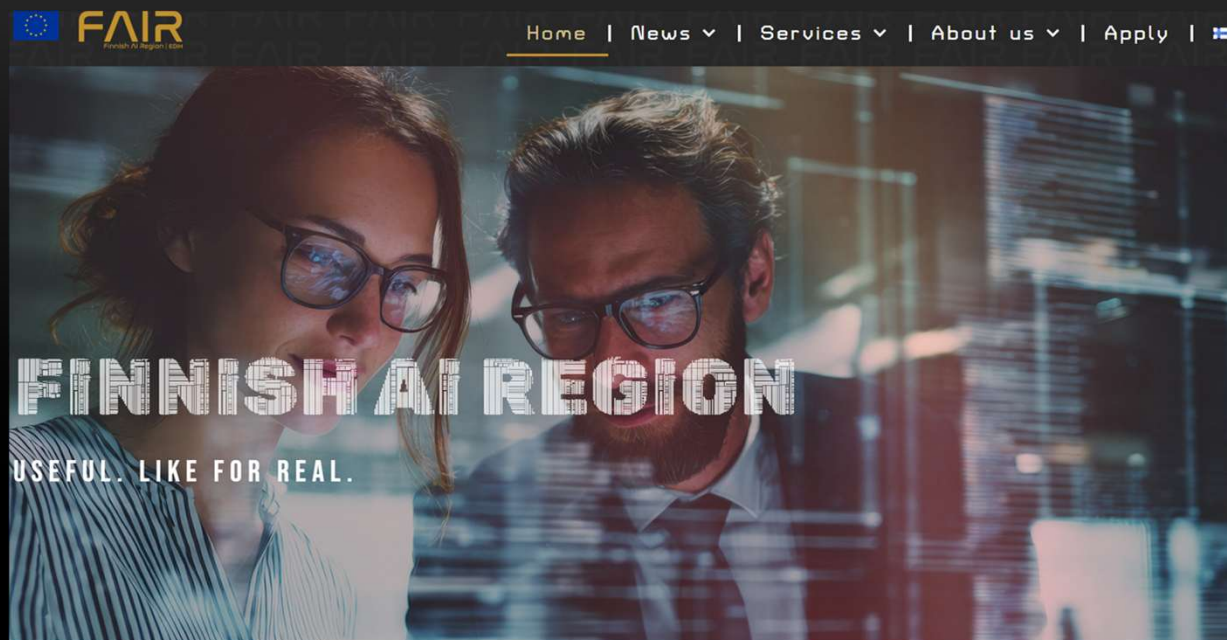 FAIR
Finnish AI Region | EDIH
Home | News | Services | About us | Apply |
FINNISH AI REGION
USEFUL. LIKE FOR REAL.